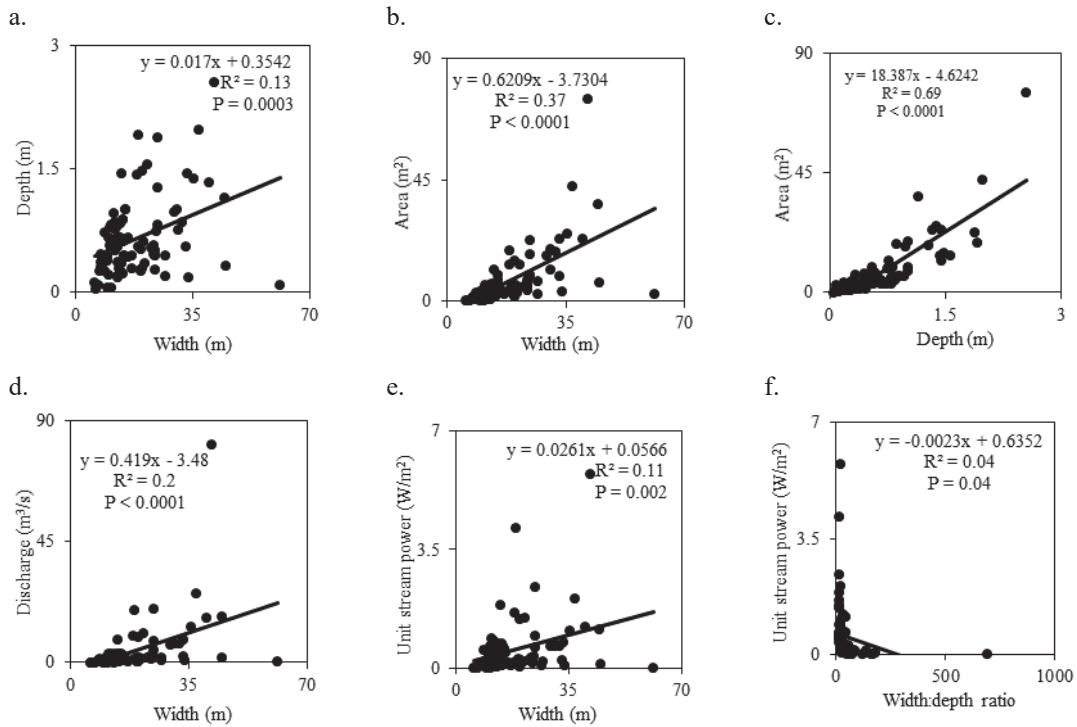 a.
3
y = 0.017x + 0.3542
R² = 0.13
P = 0.0003
Depth (m)
1.5
0
0
35
70
Width (m)
b.
90
y = 0.6209x - 3.7304
R² = 0.37
P < 0.0001
Area (m²)
45
0
0
35
70
Width (m)
c.
90
y = 18.387x - 4.6242
R² = 0.69
P < 0.0001
Area (m²)
45
0
0
1.5
3
Depth (m)
d.
90
y = 0.419x - 3.48
R² = 0.2
P < 0.0001
Discharge (m³/s)
45
0
0
35
70
Width (m)
e.
7
y = 0.0261x + 0.0566
R² = 0.11
P = 0.002
Unit stream power (W/m²)
3.5
0
0
35
70
Width (m)
f.
7
y = -0.0023x + 0.6352
R² = 0.04
P = 0.04
Unit stream power (W/m²)
3.5
0
0
500
1000
Width:depth ratio